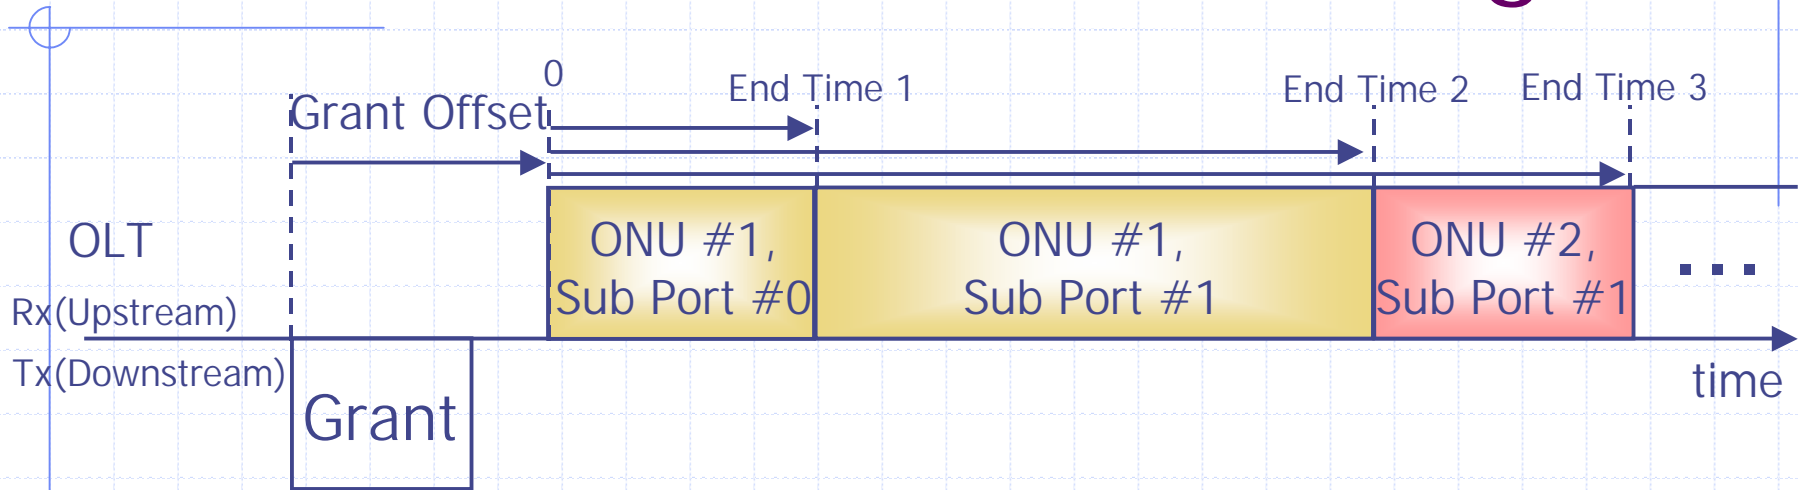 0
End Time 1
End Time 2
End Time 3
Grant Offset
OLT
ONU #1,
Sub Port #0
ONU #1,
Sub Port #1
ONU #2,
Sub Port #1
...
Rx(Upstream)
Tx(Downstream)
time
Grant